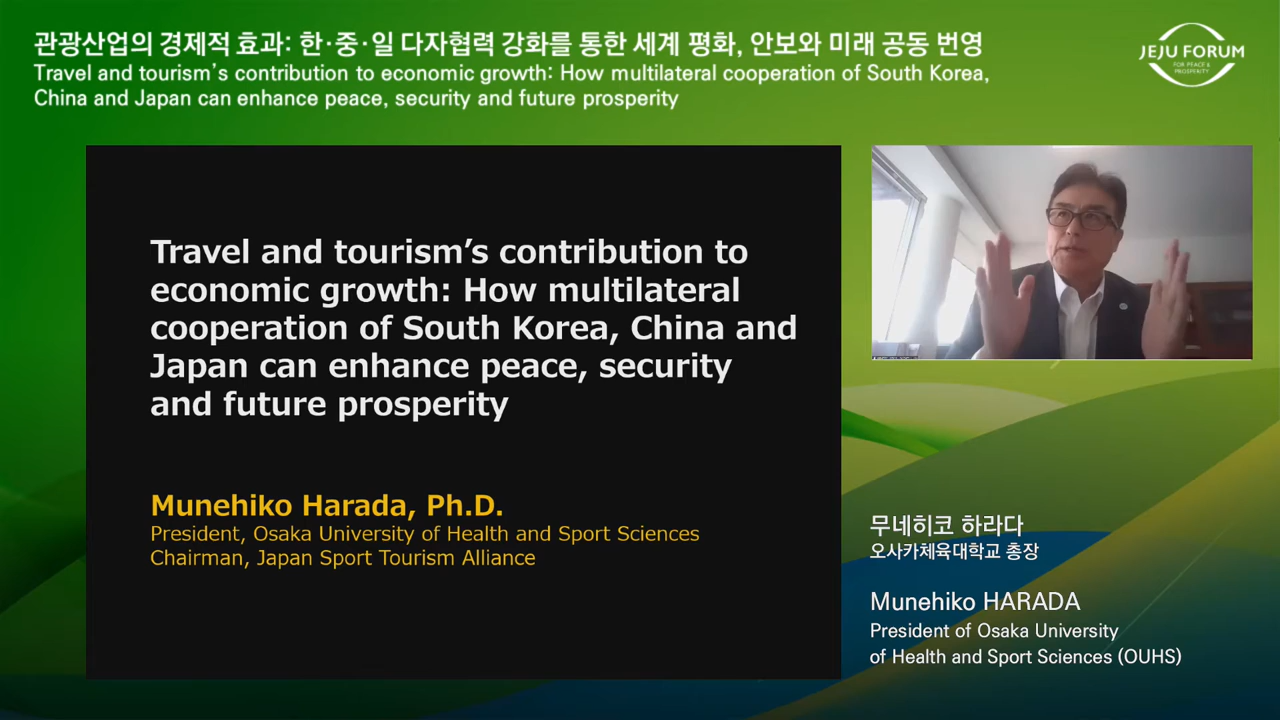 관광산업의 경제적 효과: 한·중·일 다자협력 강화를 통한 세계 평화, 안보와 미래 공동 번영
Travel and tourism's contribution to economic growth: How multilateral cooperation of South Korea,
China and Japan can enhance peace, security and future prosperity
JEJU FORUM
FOR PEACE &
PROSPERITY
Travel and tourism's contribution to
economic growth: How multilateral
cooperation of South Korea, China and
Japan can enhance peace, security
and future prosperity
Munehiko Harada, Ph.D.
President, Osaka University of Health and Sport Sciences
Chairman, Japan Sport Tourism Alliance
무네히코 하라다
오사카체육대학교 총장
Munehiko HARADA
President of Osaka University
of Health and Sport Sciences (OUHS)